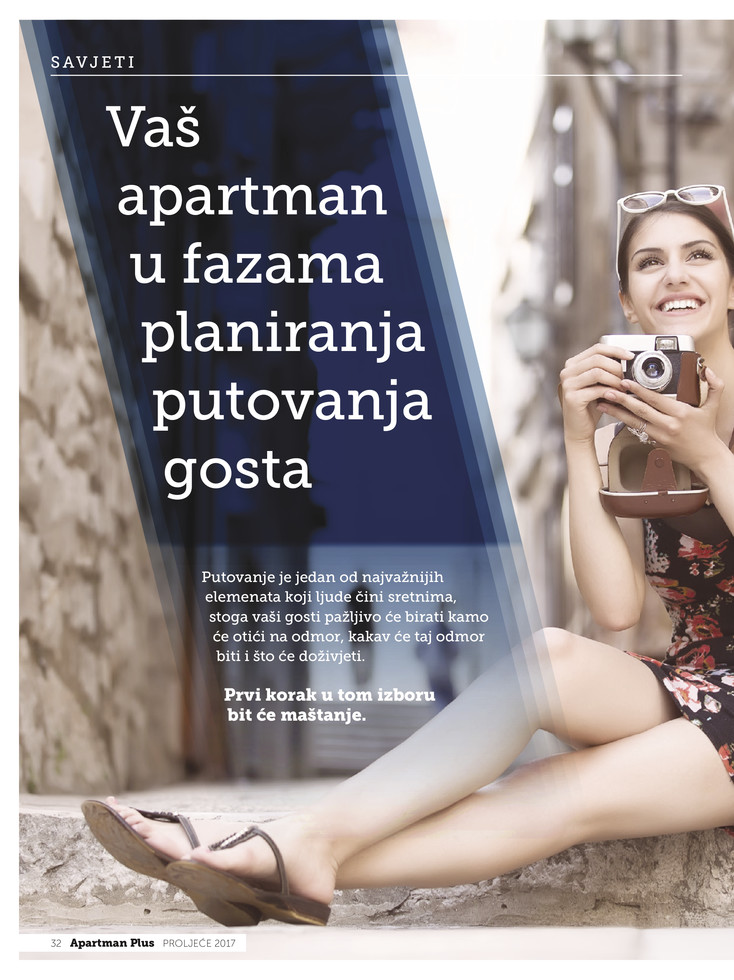 SAVJETI
Vaš
apartman
u fazama
planiranja
putovanja
gosta
Putovanje je jedan od najvažnijih
elemenata koji ljude čini sretnima,
stoga vaši gosti pažljivo će birati kamo
će otići na odmor, kakav će taj odmor
biti i što će doživjeti.
Prvi korak u tom izboru
bit će maštanje.
32 Apartman Plus PROLJEĆE 2017